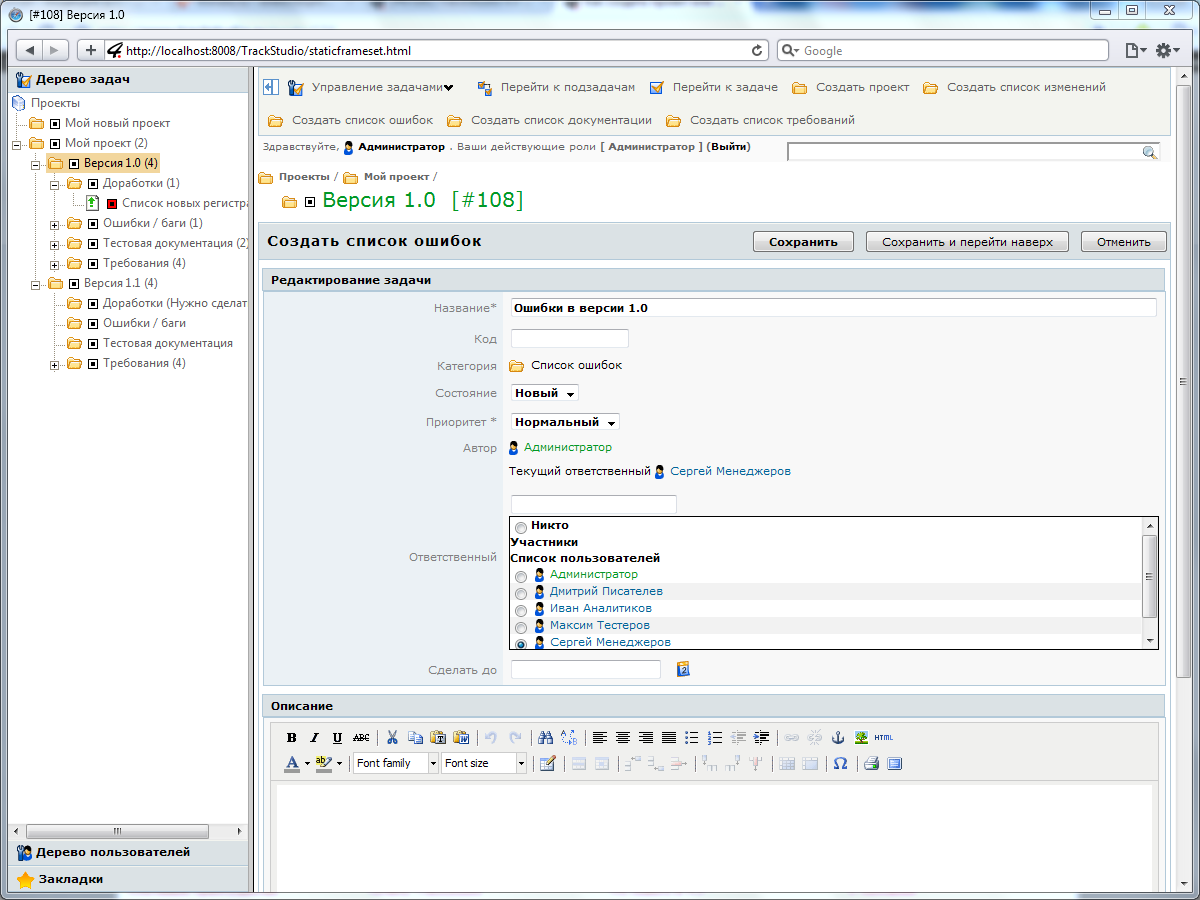 [#108] Версия 1.0
http://localhost:8008/TrackStudio/staticframeset.html
Google
Дерево задач
Проекты
Мой новый проект
Мой проект (2)
Версия 1.0 (4)
Доработки (1)
Список новых регистра
Ошибки / баги (1)
Тестовая документация (2)
Требования (4)
Версия 1.1 (4)
Доработки (Нужно сделат
Ошибки / баги
Тестовая документация
Требования (4)
Дерево пользователей
Закладки
Управление задачами Перейти к подзадачам Перейти к задаче Создать проект Создать список изменений
Создать список ошибок Создать список документации Создать список требований
Здравствуйте, Администратор . Ваши действующие роли [ Администратор ] (Выйти)
Проекты / Мой проект /
Версия 1.0 [#108]
Создать список ошибок Сохранить Сохранить и перейти наверх Отменить
Редактирование задачи
Название* Ошибки в версии 1.0
Код
Категория Список ошибок
Состояние Новый
Приоритет * Нормальный
Автор Администратор
Текущий ответственный Сергей Менеджеров
Ответственный
Никто
Участники
Список пользователей
Администратор
Дмитрий Писателев
Иван Аналитиков
Максим Тестеров
Сергей Менеджеров
Сделать до
Описание
B I U ABC HTML
A ab Font family Font size Ω